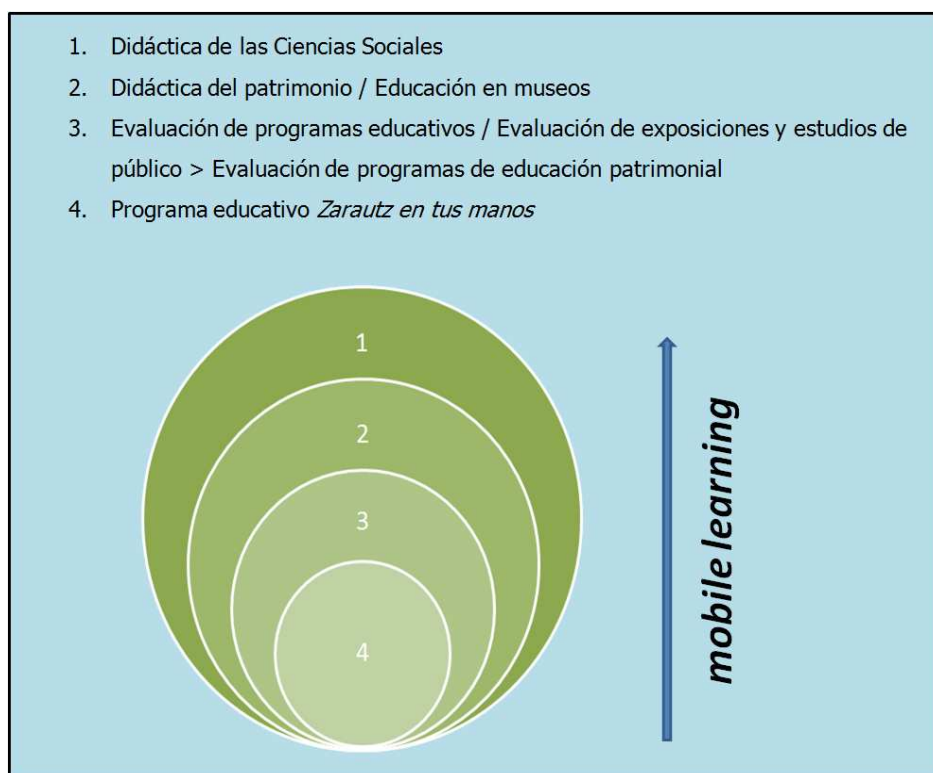 1. Didáctica de las Ciencias Sociales
2. Didáctica del patrimonio / Educación en museos
3. Evaluación de programas educativos / Evaluación de exposiciones y estudios de
público > Evaluación de programas de educación patrimonial
4. Programa educativo Zarautz en tus manos
1
2
3
4
mobile learning